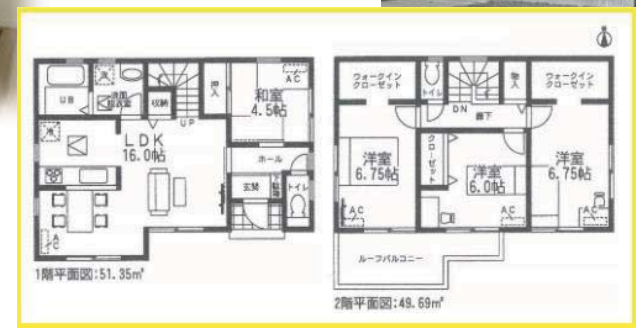 UB
洗
洗面
脱衣室
収納
押入
和室
4.5帖
AC
UP
冷
LDK
16.0帖
ホール
玄関
下駄箱
トイレ
AC
1階平面図:51.35㎡
ウォークイン
クローゼット
トイレ
物入
ウォークイン
クローゼット
DN
廊下
洋室
6.75帖
クローゼット
洋室
6.0帖
洋室
6.75帖
AC
AC
AC
ルーフバルコニー
2階平面図:49.69㎡